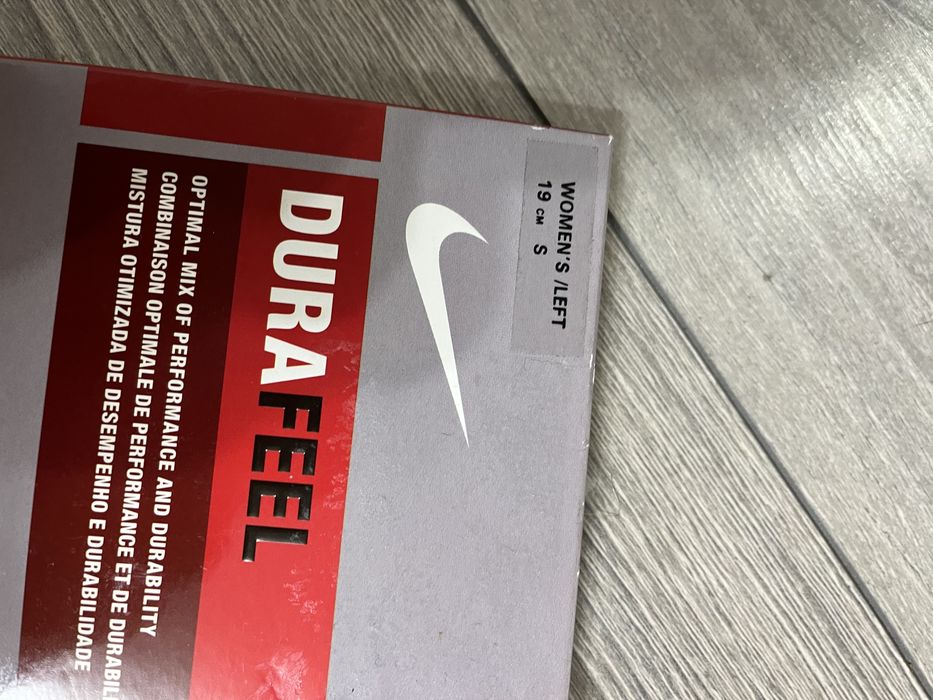 WOMEN'S /LEFT
19 CM S
DURAFEEL
OPTIMAL MIX OF PERFORMANCE AND DURABILITY
COMBINAISON OPTIMALE DE PERFORMANCE ET DE DURABIL
MISTURA OTIMIZADA DE DESEMPENHO E DURABILIDADE